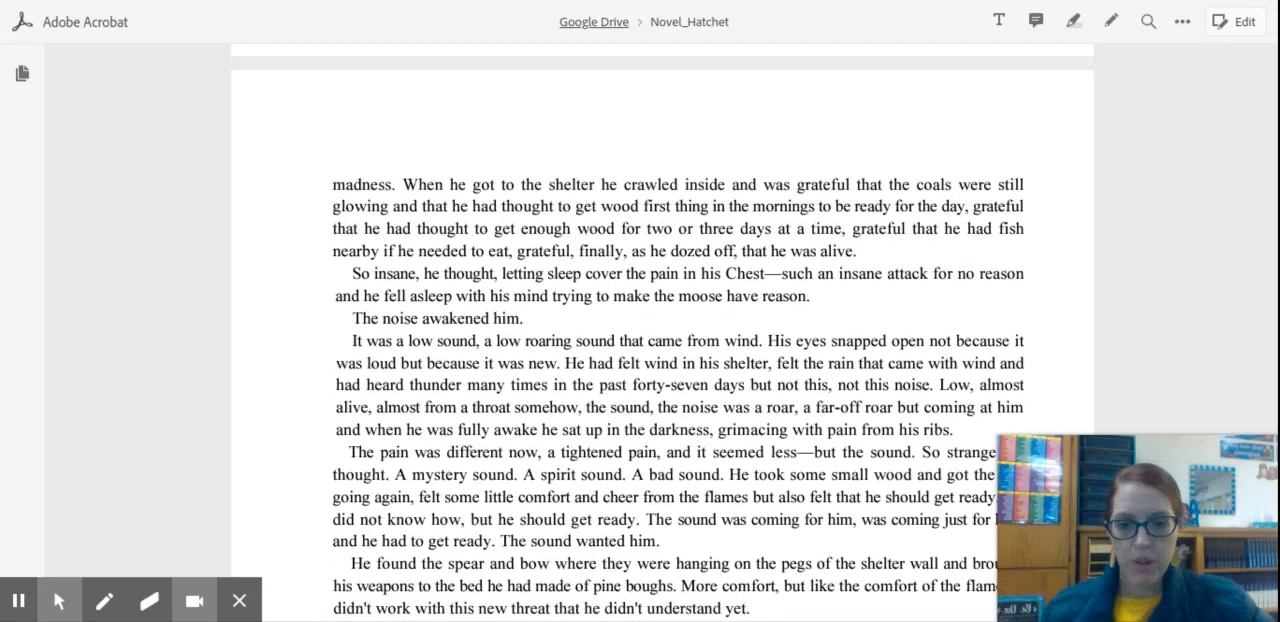 Adobe Acrobat
Google Drive › Novel_Hatchet
T
Edit
madness. When he got to the shelter he crawled inside and was grateful that the coals were still
glowing and that he had thought to get wood first thing in the mornings to be ready for the day, grateful
that he had thought to get enough wood for two or three days at a time, grateful that he had fish
nearby if he needed to eat, grateful, finally, as he dozed off, that he was alive.
So insane, he thought, letting sleep cover the pain in his Chest—such an insane attack for no reason
and he fell asleep with his mind trying to make the moose have reason.
The noise awakened him.
It was a low sound, a low roaring sound that came from wind. His eyes snapped open not because it
was loud but because it was new. He had felt wind in his shelter, felt the rain that came with wind and
had heard thunder many times in the past forty-seven days but not this, not this noise. Low, almost
alive, almost from a throat somehow, the sound, the noise was a roar, a far-off roar but coming at him
and when he was fully awake he sat up in the darkness, grimacing with pain from his ribs.
The pain was different now, a tightened pain, and it seemed less—but the sound. So strange
thought. A mystery sound. A spirit sound. A bad sound. He took some small wood and got the
going again, felt some little comfort and cheer from the flames but also felt that he should get ready.
did not know how, but he should get ready. The sound was coming for him, was coming just for
and he had to get ready. The sound wanted him.
He found the spear and bow where they were hanging on the pegs of the shelter wall and
his weapons to the bed he had made of pine boughs. More comfort, but like the comfort of the
didn't work with this new threat that he didn't understand yet.